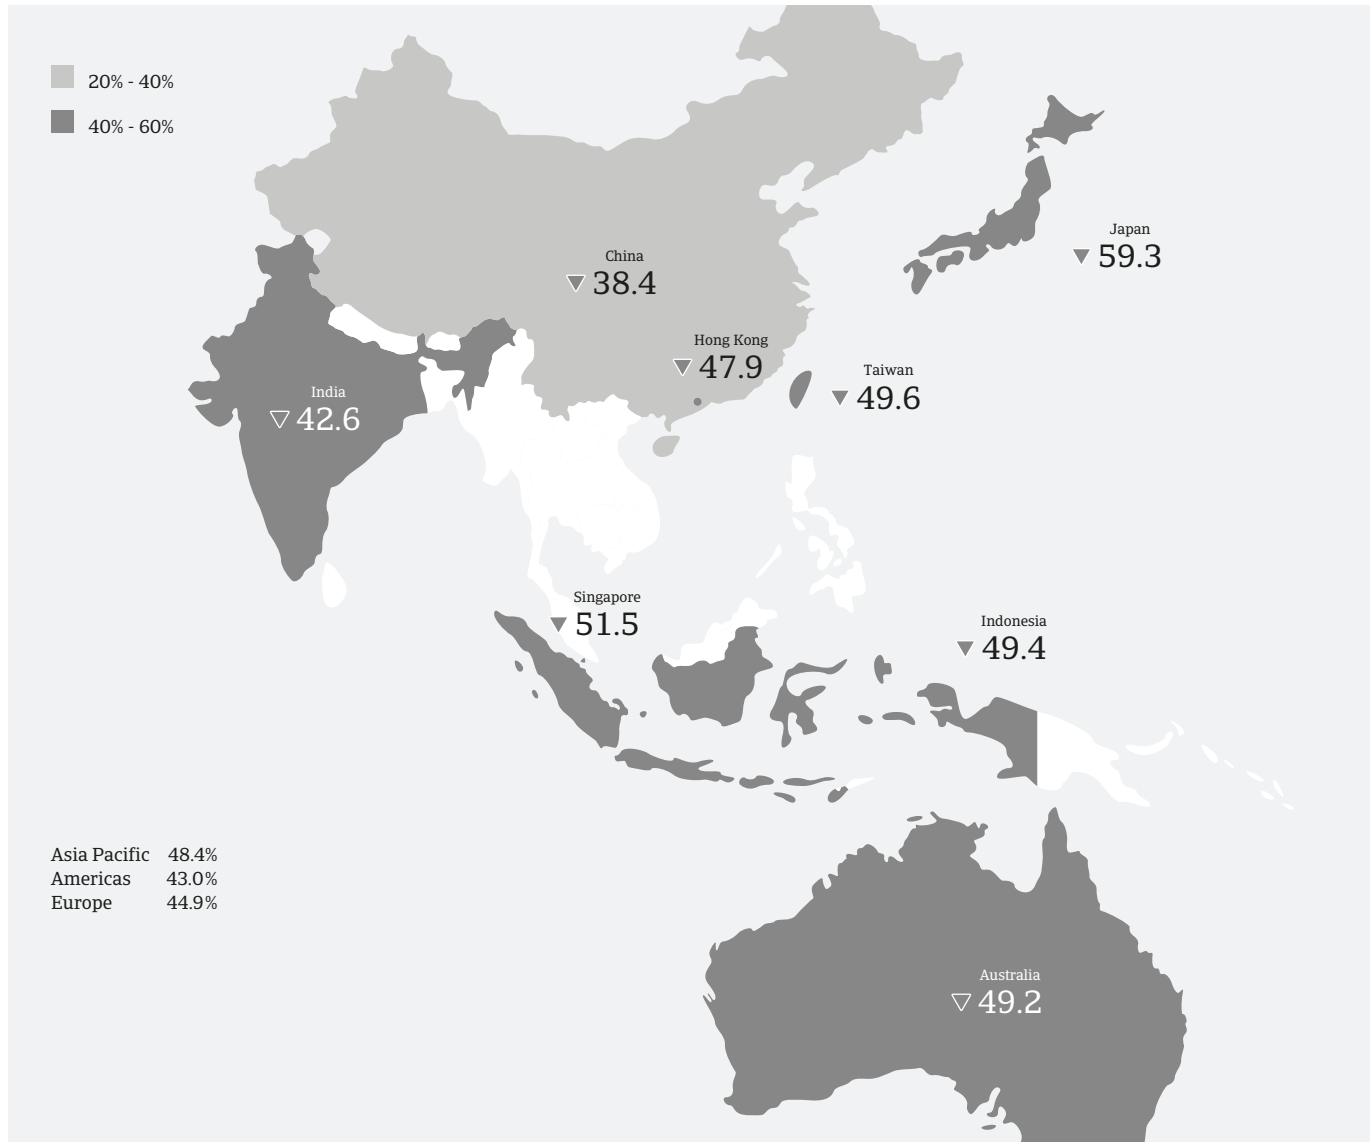 20% - 40%
40% - 60%
Japan
59.3
China
38.4
Hong Kong
47.9
Taiwan
49.6
India
42.6
Singapore
51.5
Indonesia
49.4
Asia Pacific 48.4%
Americas 43.0%
Europe 44.9%
Australia
49.2